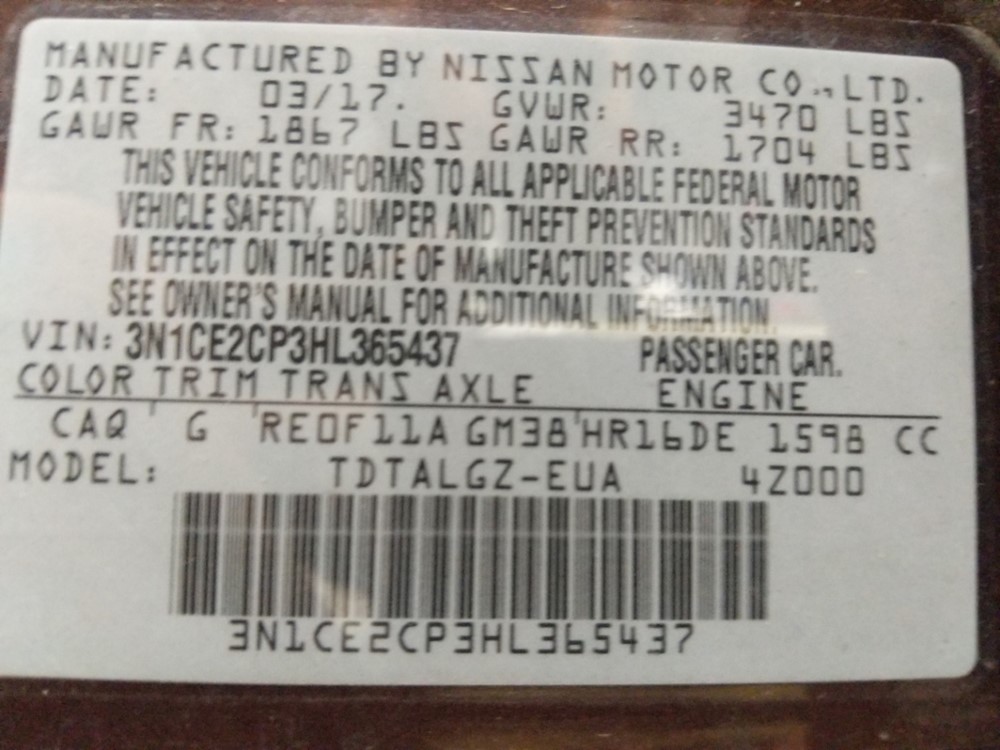 MANUFACTURED BY NISSAN MOTOR CO.,LTD.
DATE: 03/17. GVWR: 3470 LBS
GAWR FR: 1867 LBS GAWR RR: 1704 LBS
THIS VEHICLE CONFORMS TO ALL APPLICABLE FEDERAL MOTOR
VEHICLE SAFETY, BUMPER AND THEFT PREVENTION STANDARDS
IN EFFECT ON THE DATE OF MANUFACTURE SHOWN ABOVE.
SEE OWNER'S MANUAL FOR ADDITIONAL INFORMATION.
VIN: 3N1CE2CP3HL365437 PASSENGER CAR.
COLOR TRIM TRANS AXLE ENGINE
CAQ ' G 'RE0F11A GM38'HR16DE 1598 CC
MODEL: TDTALGZ-EUA 4Z000
3N1CE2CP3HL365437